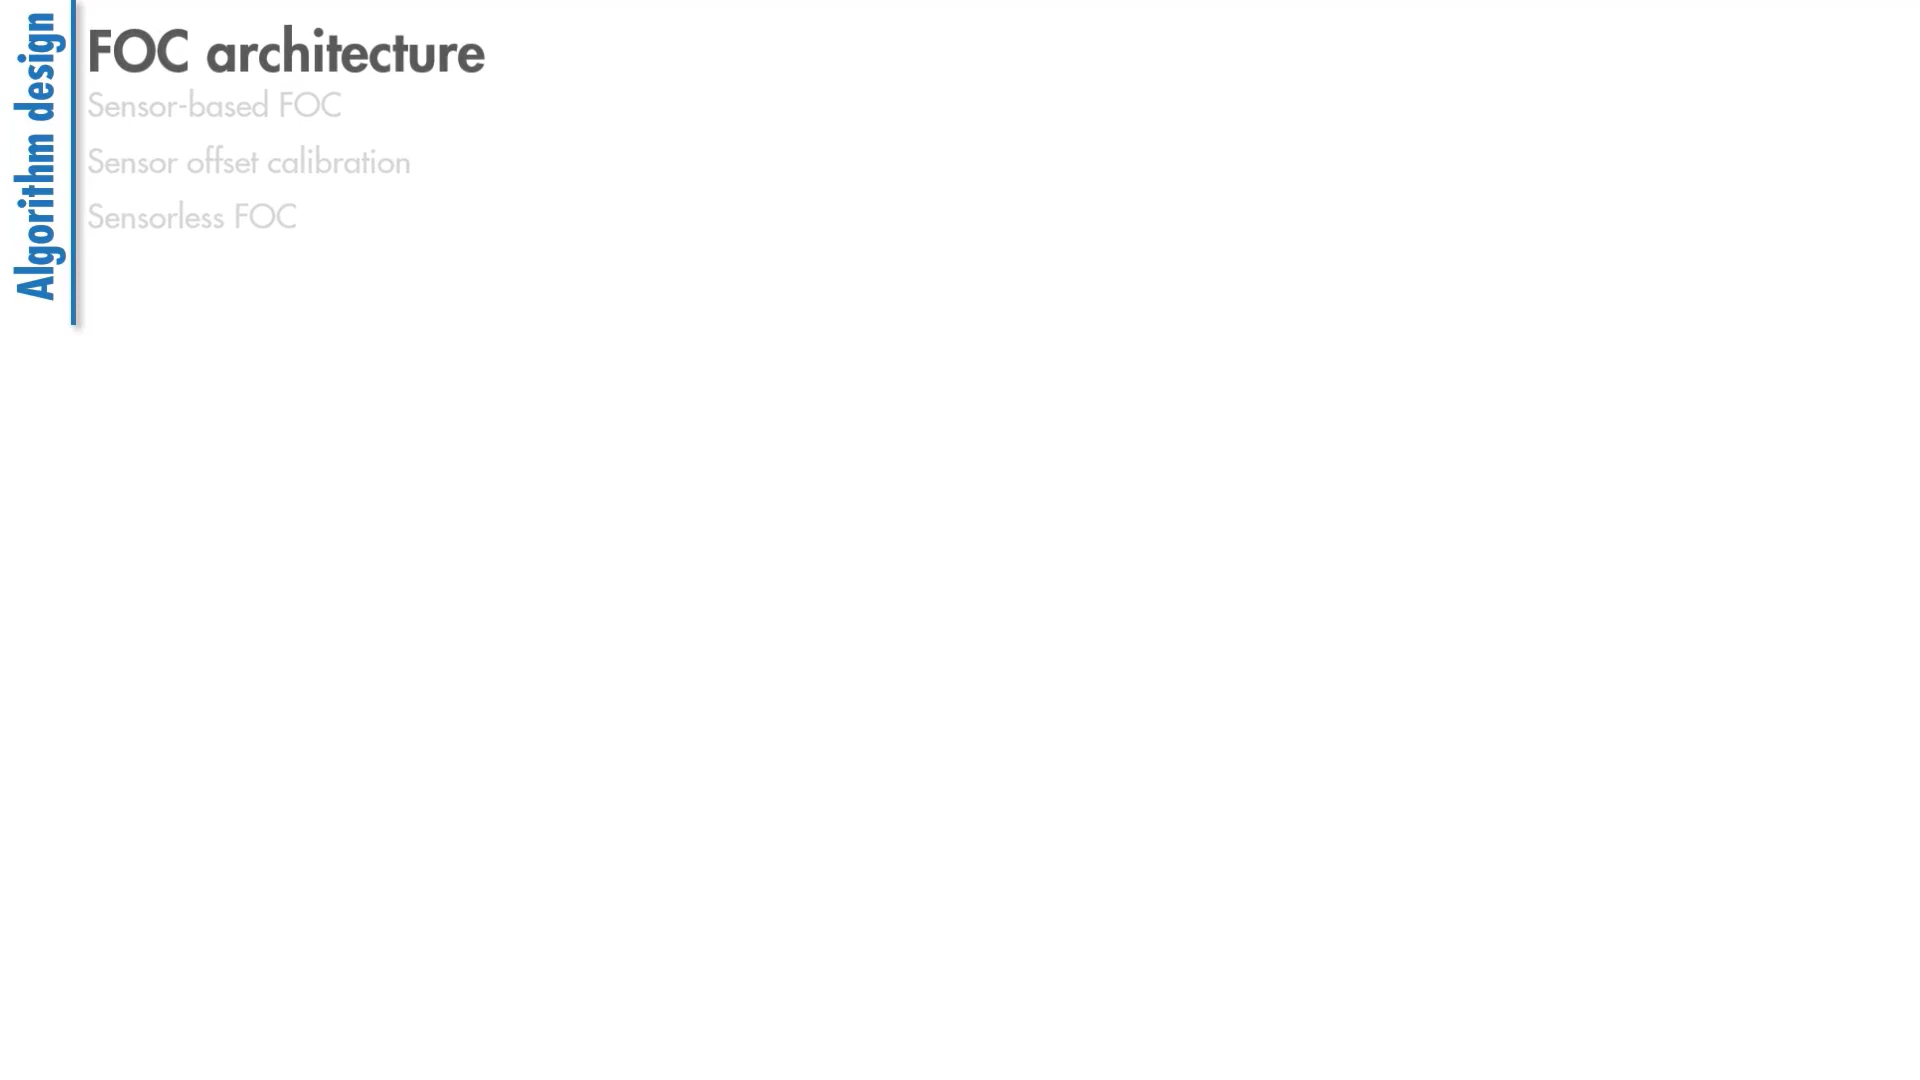 Algorithm design
FOC architecture
Sensor-based FOC
Sensor offset calibration
Sensorless FOC